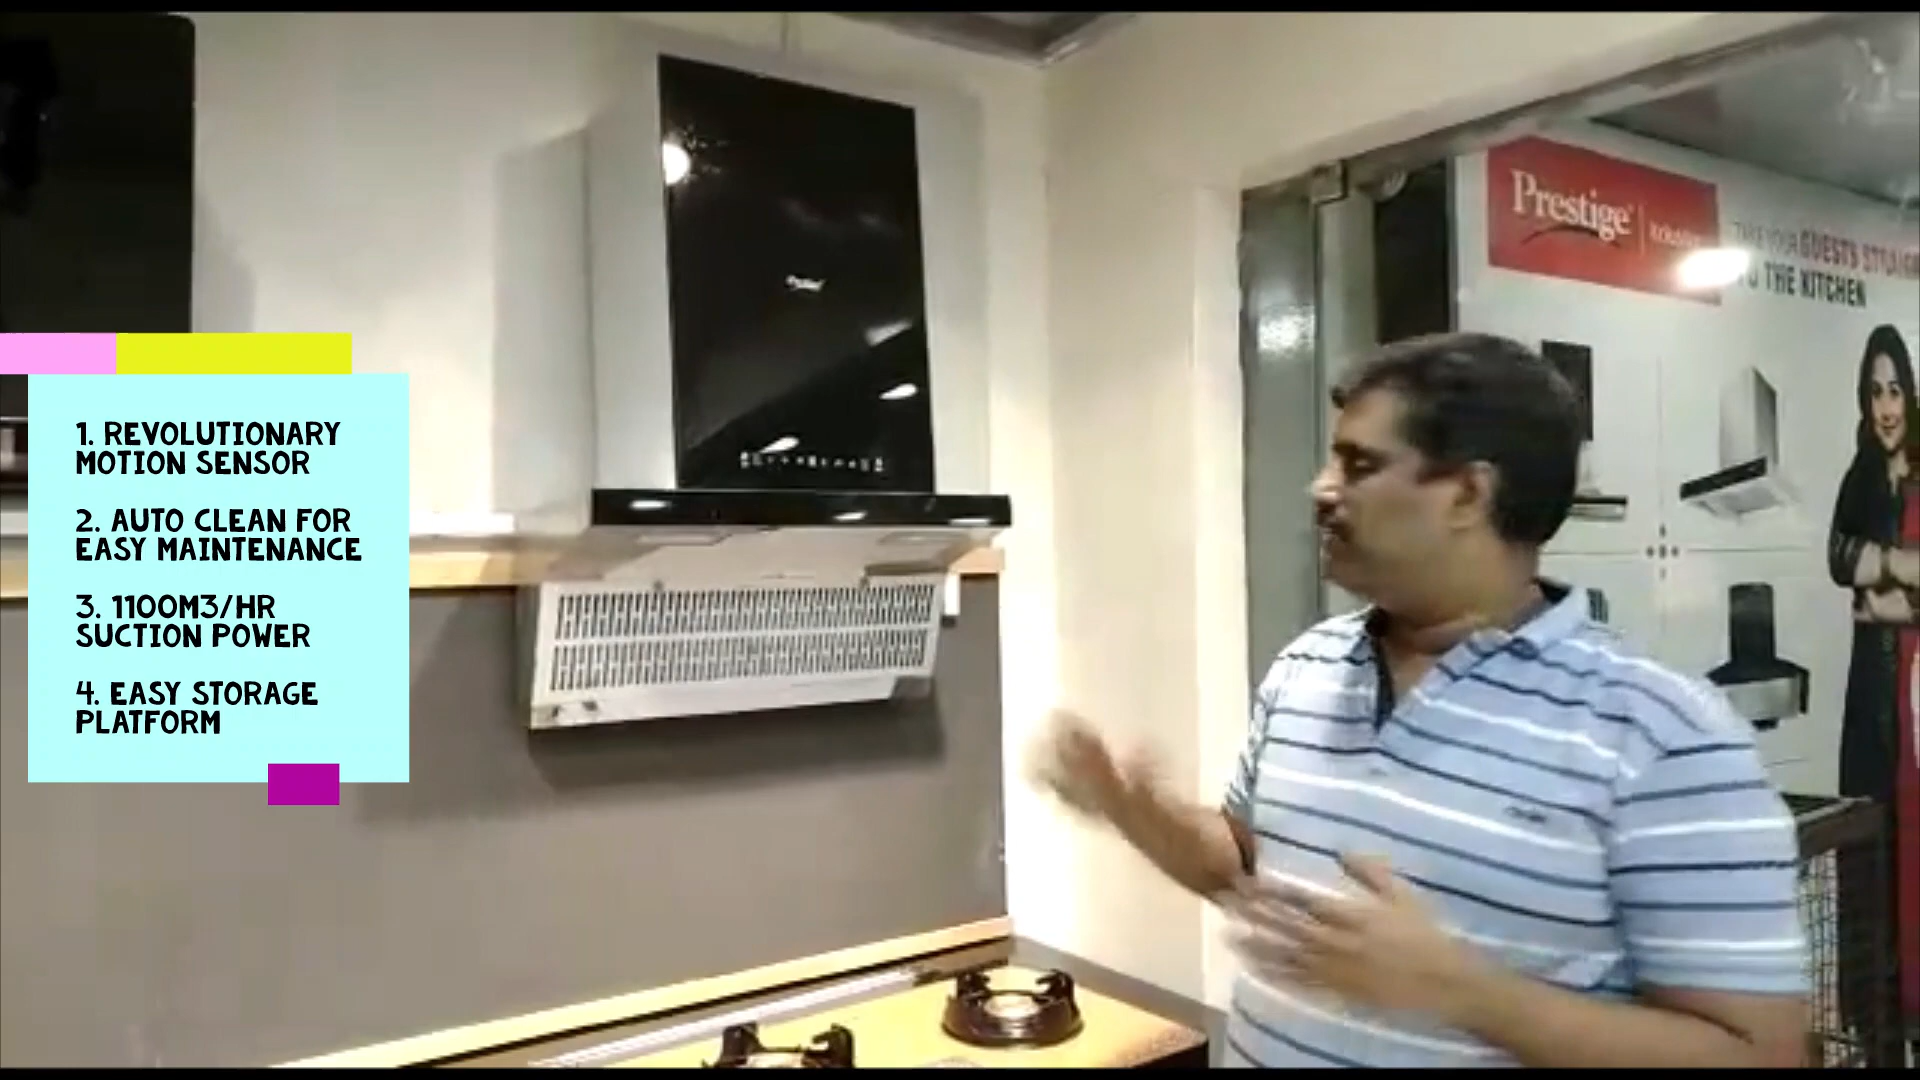 1. REVOLUTIONARY
MOTION SENSOR
2. AUTO CLEAN FOR
EASY MAINTENANCE
3. 1100M3/HR
SUCTION POWER
4. EASY STORAGE
PLATFORM
Prestige
GUESTS
TO THE KITCHEN